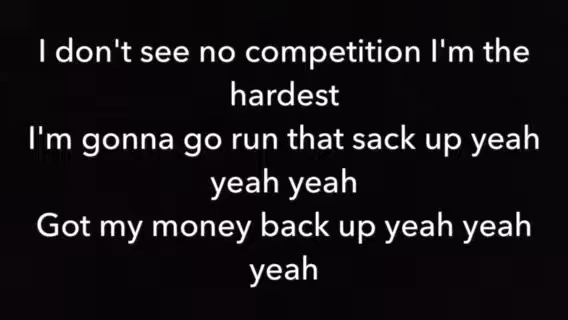 I don't see no competition I'm the
hardest
I'm gonna go run that sack up yeah
yeah yeah
Got my money back up yeah yeah
yeah